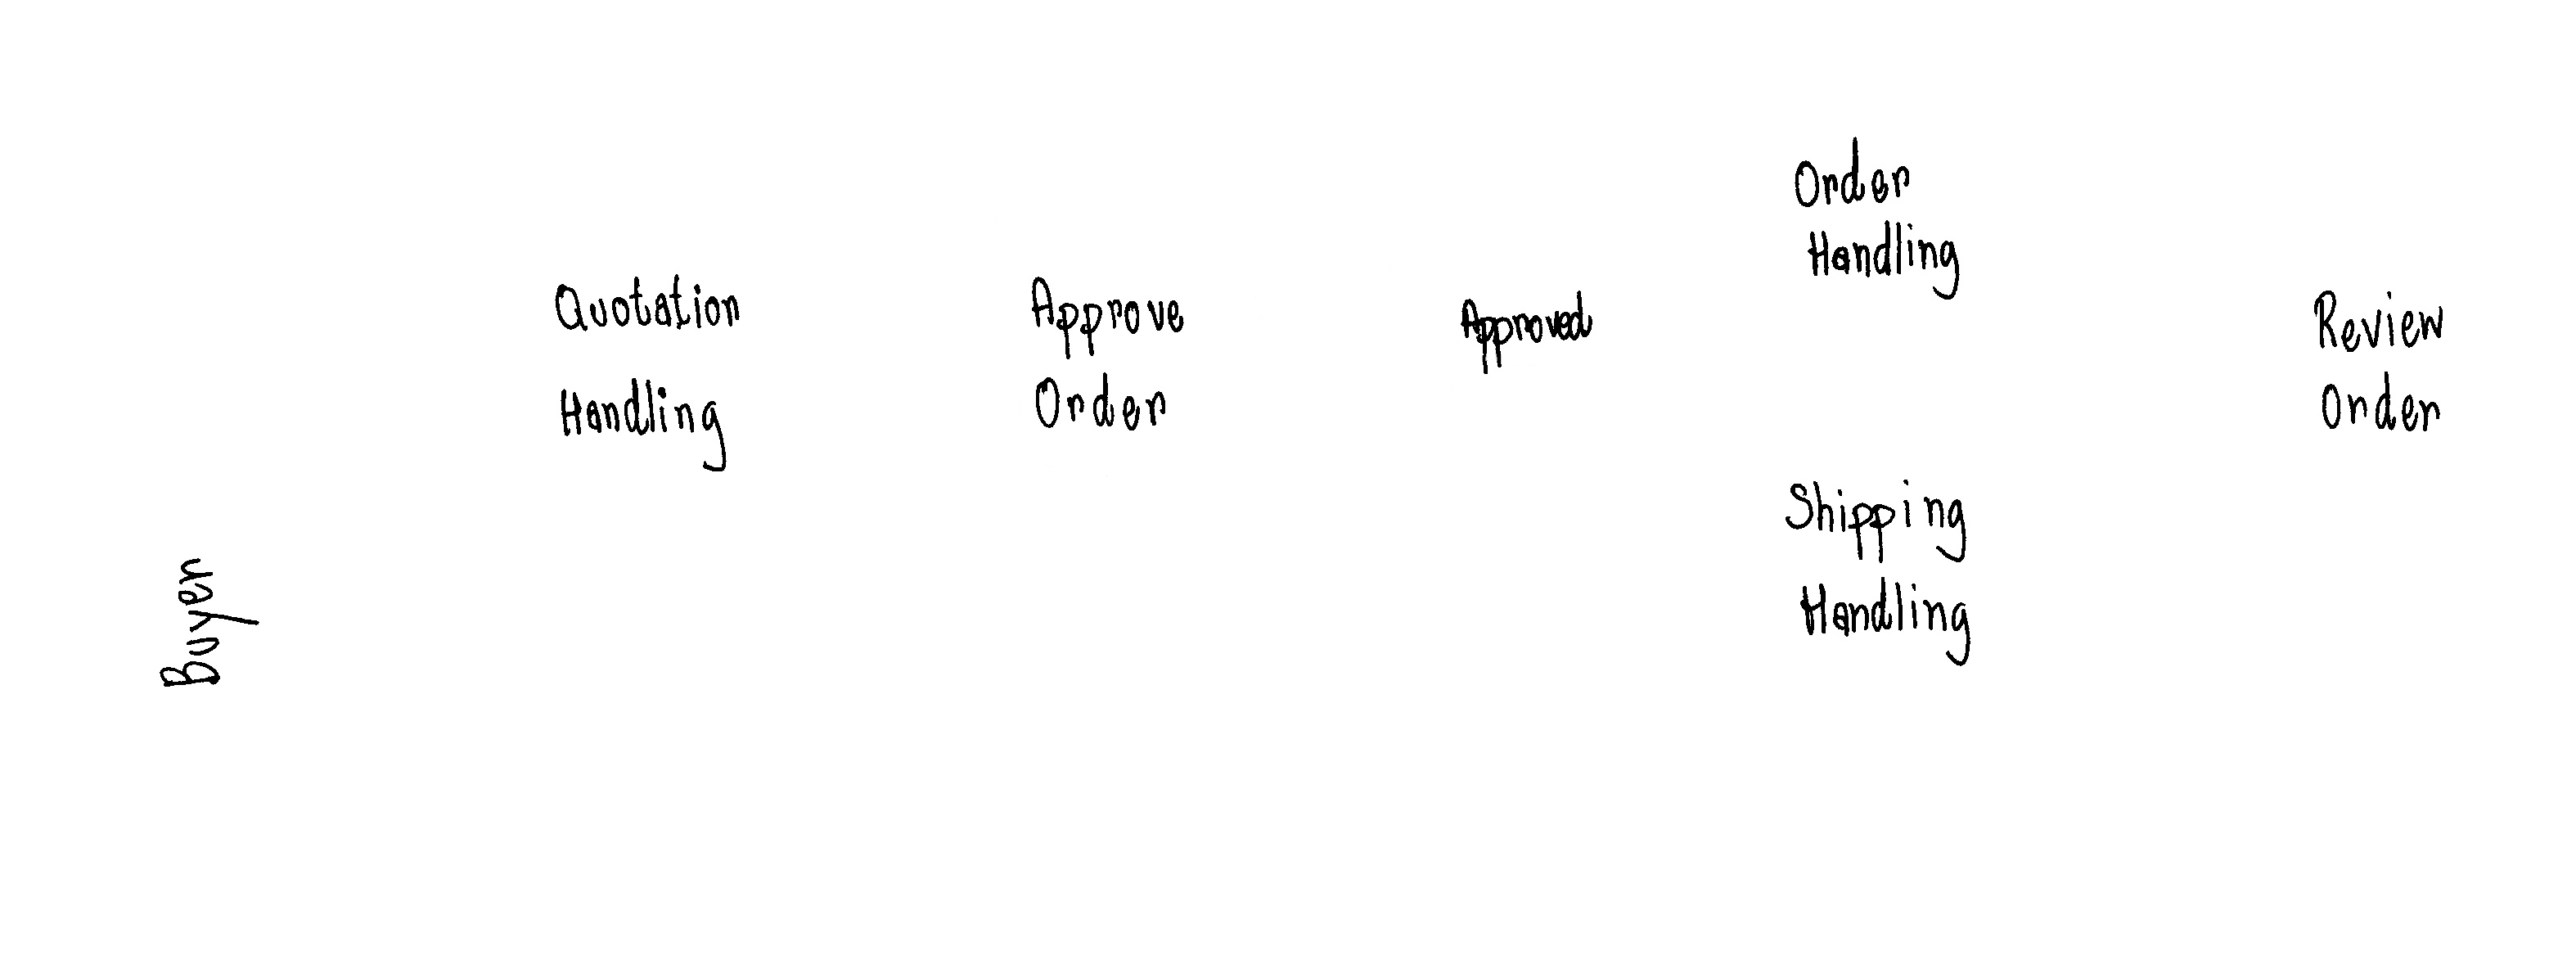 Buyer
Quotation
Handling
Approve
Order
Approved
Order
Handling
Shipping
Handling
Review
Order